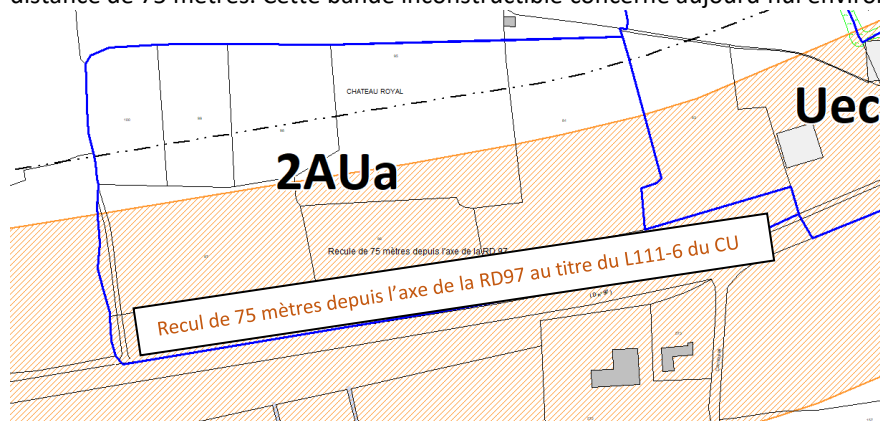 distance de 75 mètres. Cette bande inconstructible concerne aujourd'hui environ
CHATEAU ROYAL
Uec
2AUa
Recule de 75 mètres depuis l'axe de la RD 97
Recul de 75 mètres depuis l'axe de la RD97 au titre du L111-6 du CU